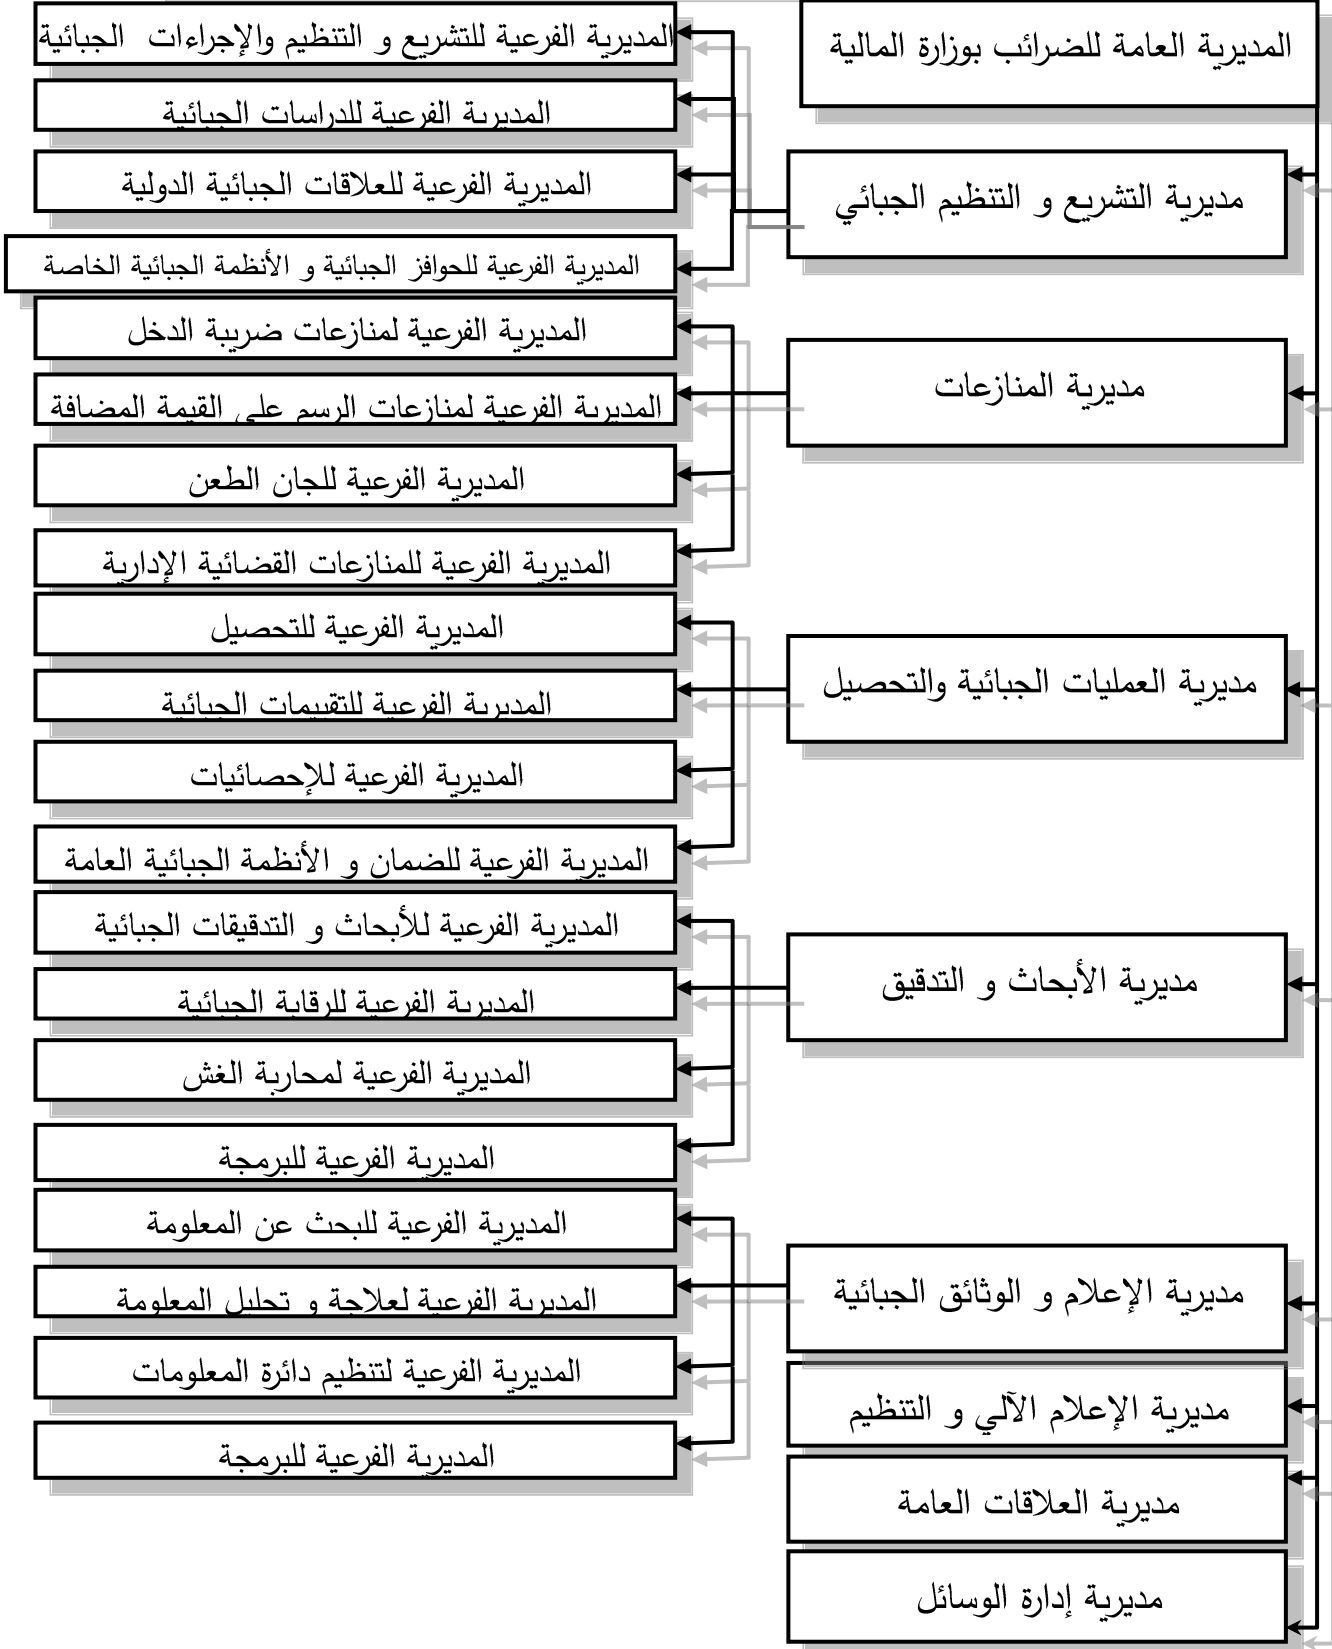 المديرية العامة للضرائب بوزارة المالية
مديرية التشريع و التنظيم الجبائي
المديرية الفرعية للتشريع و التنظيم والإجراءات الجبائية
المديرية الفرعية للدراسات الجبائية
المديرية الفرعية للعلاقات الجبائية الدولية
المديرية الفرعية للحوافز الجبائية و الأنظمة الجبائية الخاصة
مديرية المنازعات
المديرية الفرعية لمنازعات ضريبة الدخل
المديرية الفرعية لمنازعات الرسم على القيمة المضافة
المديرية الفرعية للجان الطعن
المديرية الفرعية للمنازعات القضائية الإدارية
مديرية العمليات الجبائية والتحصيل
المديرية الفرعية للتحصيل
المديرية الفرعية للتقييمات الجبائية
المديرية الفرعية للإحصائيات
المديرية الفرعية للضمان و الأنظمة الجبائية العامة
مديرية الأبحاث و التدقيق
المديرية الفرعية للأبحاث و التدقيقات الجبائية
المديرية الفرعية للرقابة الجبائية
المديرية الفرعية لمحاربة الغش
المديرية الفرعية للبرمجة
مديرية الإعلام و الوثائق الجبائية
المديرية الفرعية للبحث عن المعلومة
المديرية الفرعية لعلاجة و تحليل المعلومة
المديرية الفرعية لتنظيم دائرة المعلومات
المديرية الفرعية للبرمجة
مديرية الإعلام الآلي و التنظيم
مديرية العلاقات العامة
مديرية إدارة الوسائل